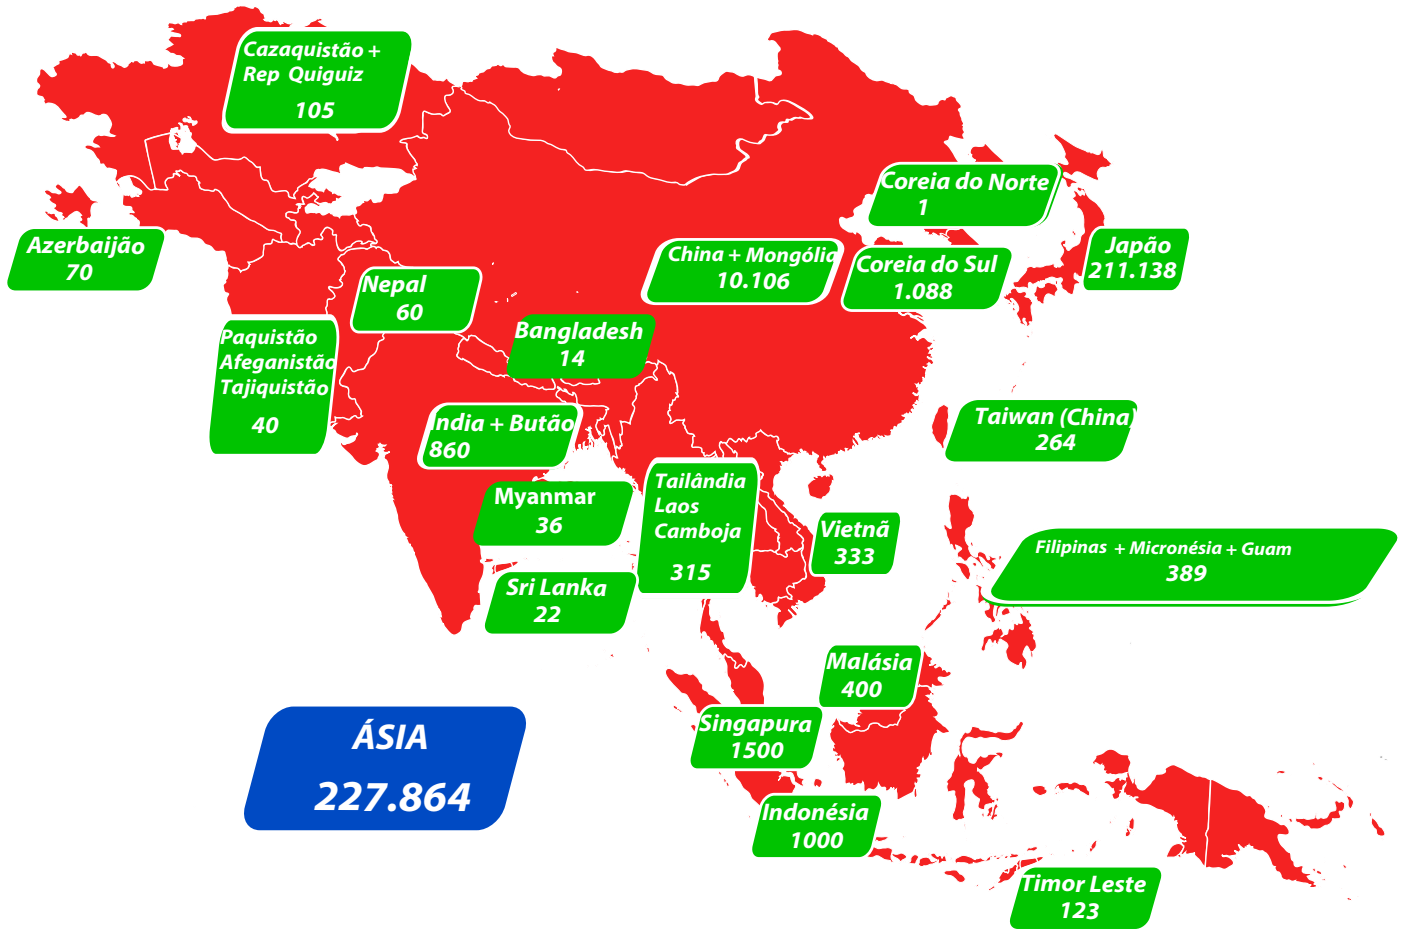 Cazaquistão +
Rep Quiguiz
105
Coreia do Norte
1
Azerbaijão
70
Japão
211.138
China + Mongólia
10.106
Coreia do Sul
1.088
Nepal
60
Bangladesh
14
Paquistão
Afeganistão
Tajiquistão
40
India + Butão
860
Taiwan (China)
264
Myanmar
36
Tailândia
Laos
Camboja
315
Vietnã
333
Filipinas + Micronésia + Guam
389
Sri Lanka
22
Malásia
400
Singapura
1500
ÁSIA
227.864
Indonésia
1000
Timor Leste
123